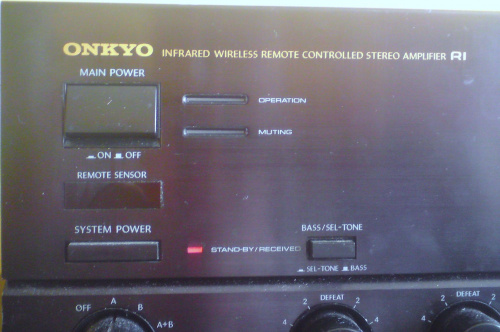 ONKYO INFRARED WIRELESS REMOTE CONTROLLED STEREO AMPLIFIER RI
MAIN POWER
OPERATION
MUTING
ON OFF
REMOTE SENSOR
SYSTEM POWER
STAND-BY/RECEIVED
BASS/SEL-TONE
SEL-TONE BASS
OFF A B A+B
2 DEFEAT 2
4 4
2 DEFEAT 2
4